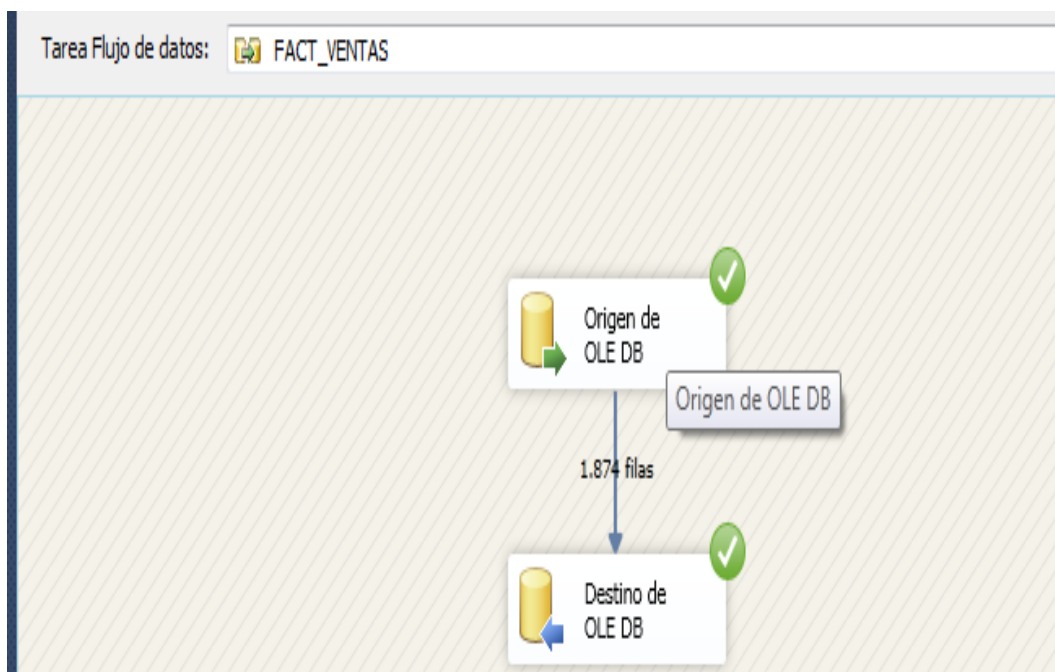 Tarea Flujo de datos: FACT_VENTAS
Origen de
OLE DB
Origen de OLE DB
1.874 filas
Destino de
OLE DB